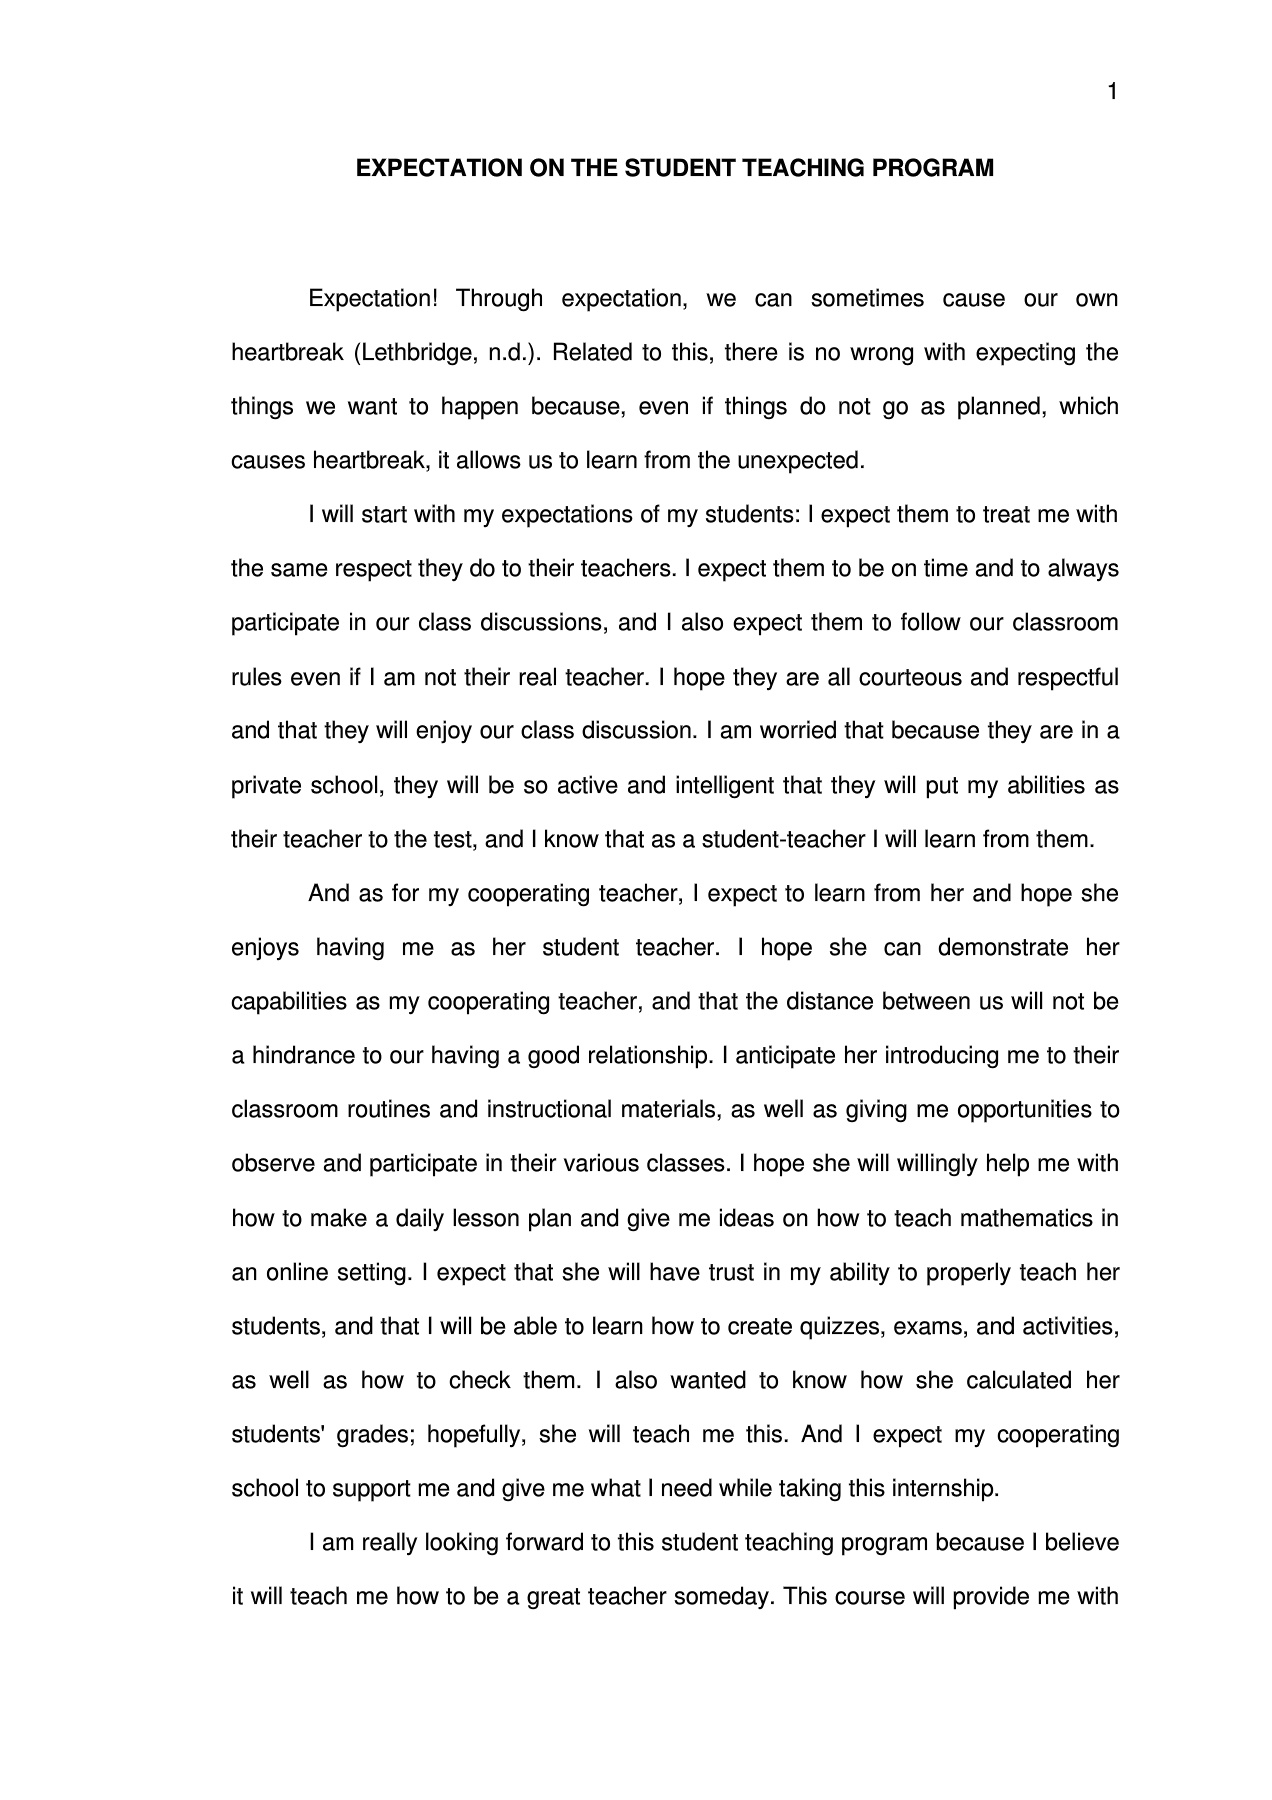 1
EXPECTATION ON THE STUDENT TEACHING PROGRAM
Expectation! Through expectation, we can sometimes cause our own
heartbreak (Lethbridge, n.d.). Related to this, there is no wrong with expecting the
things we want to happen because, even if things do not go as planned, which
causes heartbreak, it allows us to learn from the unexpected.
I will start with my expectations of my students: I expect them to treat me with
the same respect they do to their teachers. I expect them to be on time and to always
participate in our class discussions, and I also expect them to follow our classroom
rules even if I am not their real teacher. I hope they are all courteous and respectful
and that they will enjoy our class discussion. I am worried that because they are in a
private school, they will be so active and intelligent that they will put my abilities as
their teacher to the test, and I know that as a student-teacher I will learn from them.
And as for my cooperating teacher, I expect to learn from her and hope she
enjoys having me as her student teacher. I hope she can demonstrate her
capabilities as my cooperating teacher, and that the distance between us will not be
a hindrance to our having a good relationship. I anticipate her introducing me to their
classroom routines and instructional materials, as well as giving me opportunities to
observe and participate in their various classes. I hope she will willingly help me with
how to make a daily lesson plan and give me ideas on how to teach mathematics in
an online setting. I expect that she will have trust in my ability to properly teach her
students, and that I will be able to learn how to create quizzes, exams, and activities,
as well as how to check them. I also wanted to know how she calculated her
students' grades; hopefully, she will teach me this. And I expect my cooperating
school to support me and give me what I need while taking this internship.
I am really looking forward to this student teaching program because I believe
it will teach me how to be a great teacher someday. This course will provide me with